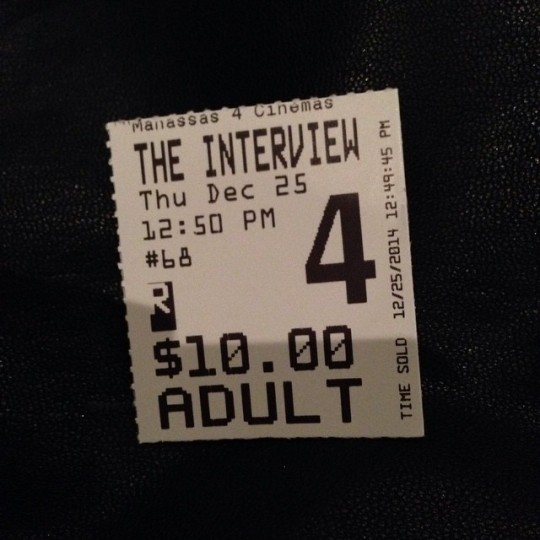 Manassas 4 Cinemas
THE INTERVIEW
Thu Dec 25
12:50 PM
#68
4
R
$10.00
ADULT
TIME SOLD 12/25/2014 12:49:45 PM